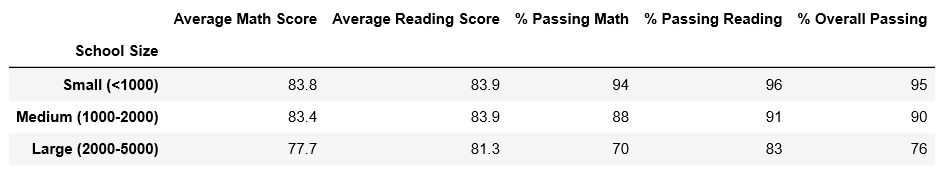 Average Math Score Average Reading Score % Passing Math % Passing Reading % Overall Passing
School Size
Small (<1000) 83.8 83.9 94 96 95
Medium (1000-2000) 83.4 83.9 88 91 90
Large (2000-5000) 77.7 81.3 70 83 76